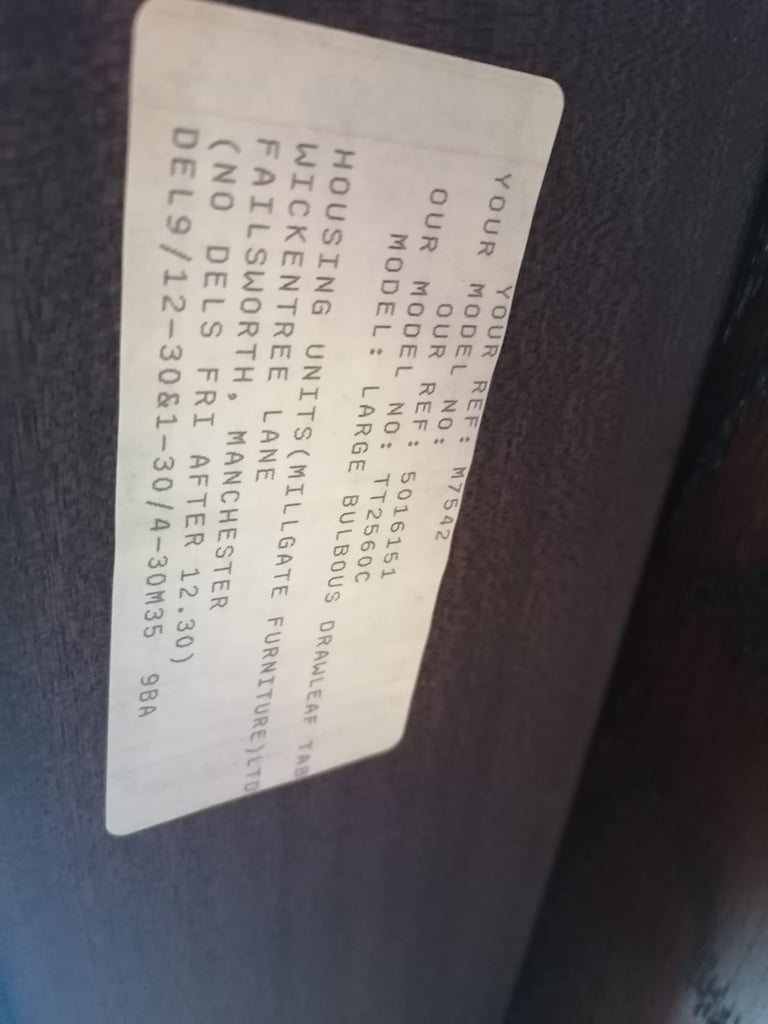 YOUR REF: M7542
YOUR MODEL NO:
OUR REF: 5016151
OUR MODEL NO: TT2560C
MODEL: LARGE BULBOUS DRAWLEAF TAB
HOUSING UNITS(MILLGATE FURNITURE)LTD
WICKENTREE LANE
FAILSWORTH, MANCHESTER
(NO DELS FRI AFTER 12.30)
DEL9/12-30&1-30/4-30M35 9BA